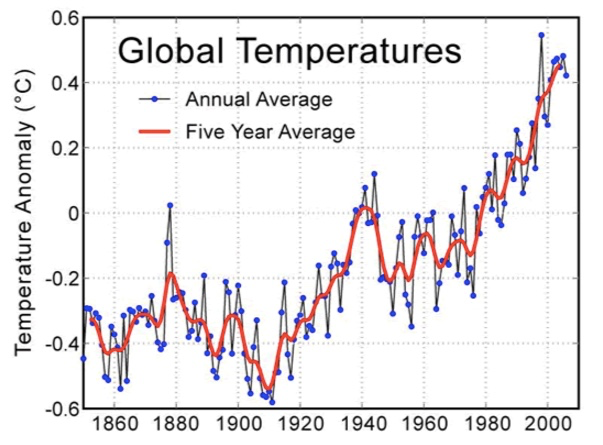 Global Temperatures
Annual Average
Five Year Average
Temperature Anomaly (°C)
0.6
0.4
0.2
0
-0.2
-0.4
-0.6
1860 1880 1900 1920 1940 1960 1980 2000